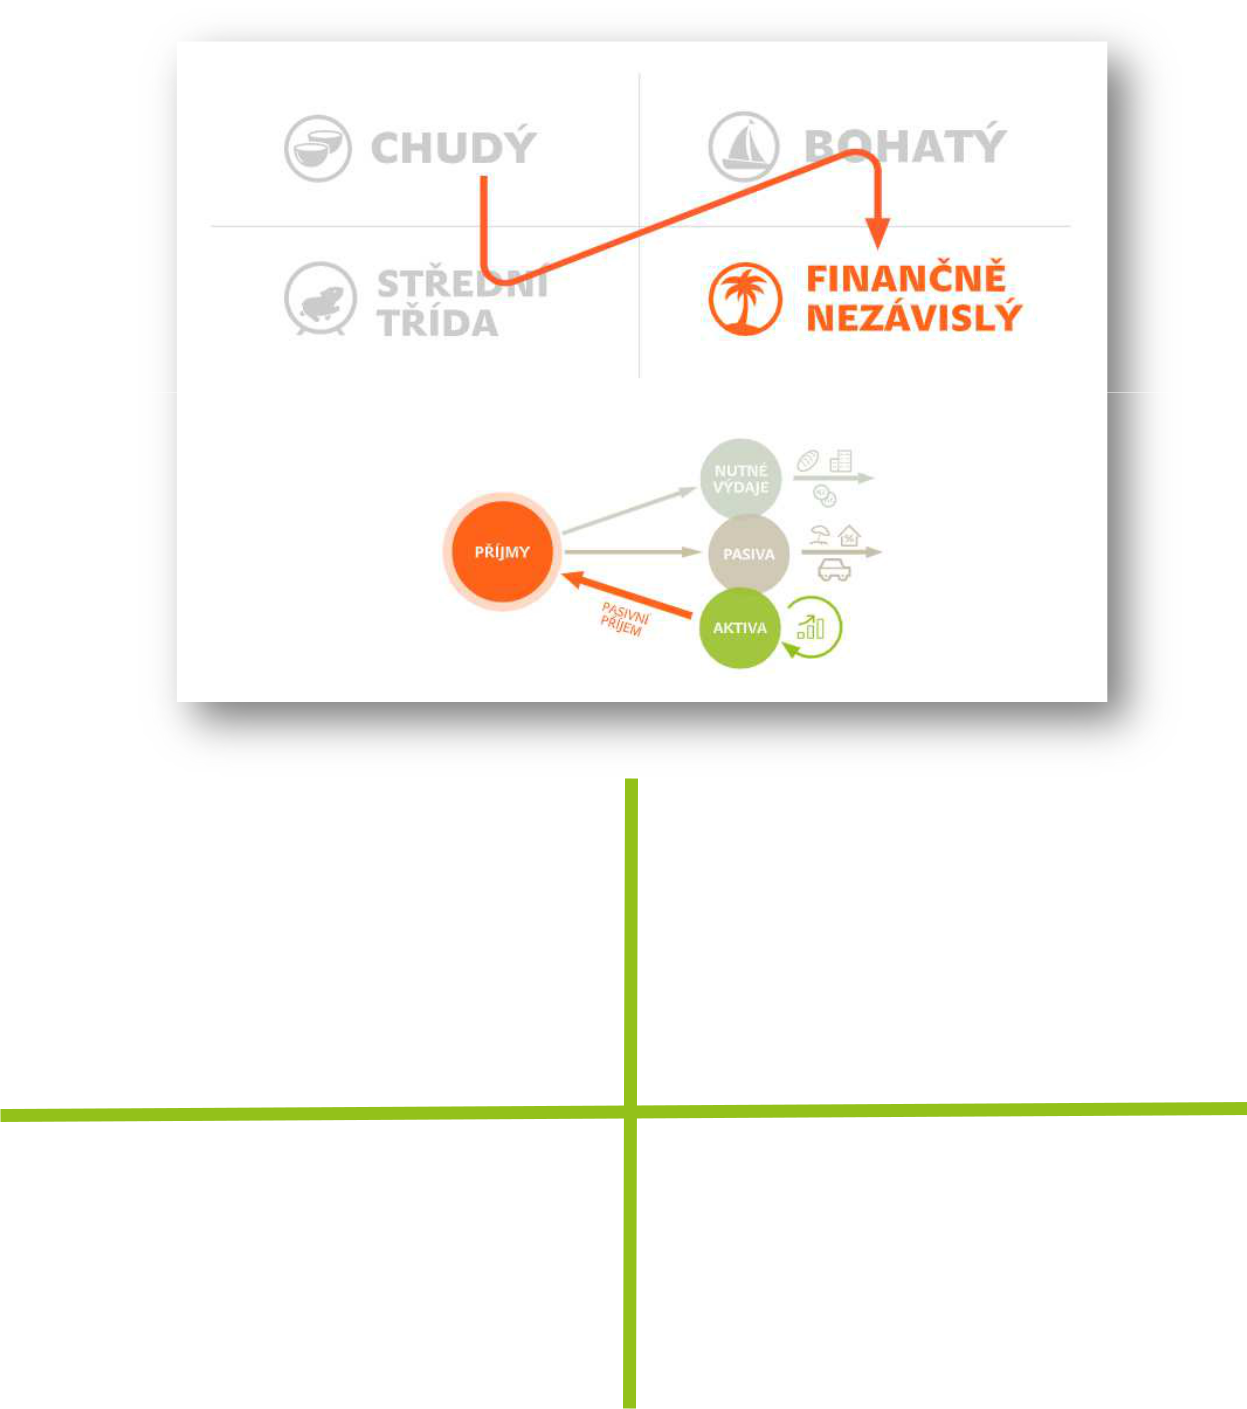 CHUDÝ
BOHATÝ
STŘEDNÍ
TŘÍDA
FINANČNĚ
NEZÁVISLÝ
NUTNÉ
VÝDAJE
PŘÍJMY
PASIVA
PASIVNÍ
PŘÍJEM
AKTIVA